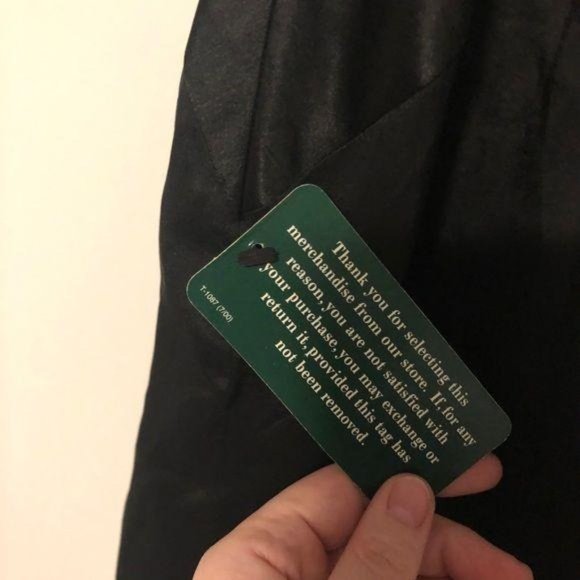 Thank you for selecting this
merchandise from our store. If, for any
reason, you are not satisfied with
your purchase, you may exchange or
return it, provided this tag has
not been removed.
T-1087 (7/00)